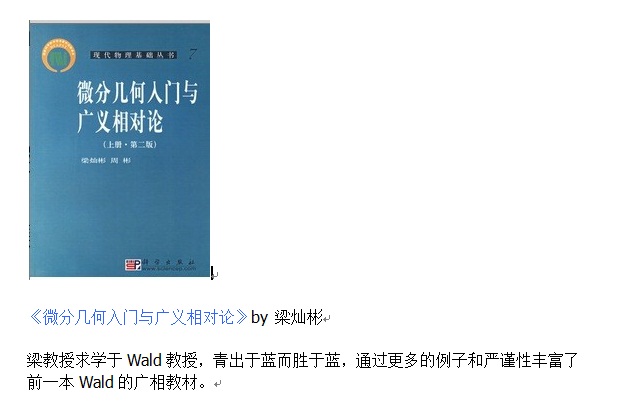 现代物理基础丛书 7
微分几何入门与
广义相对论
（上册·第二版）
梁灿彬 周 彬
科学出版社
www.sciencep.com
《微分几何入门与广义相对论》by 梁灿彬
梁教授求学于 Wald 教授，青出于蓝而胜于蓝，通过更多的例子和严谨性丰富了
前一本 Wald 的广相教材。